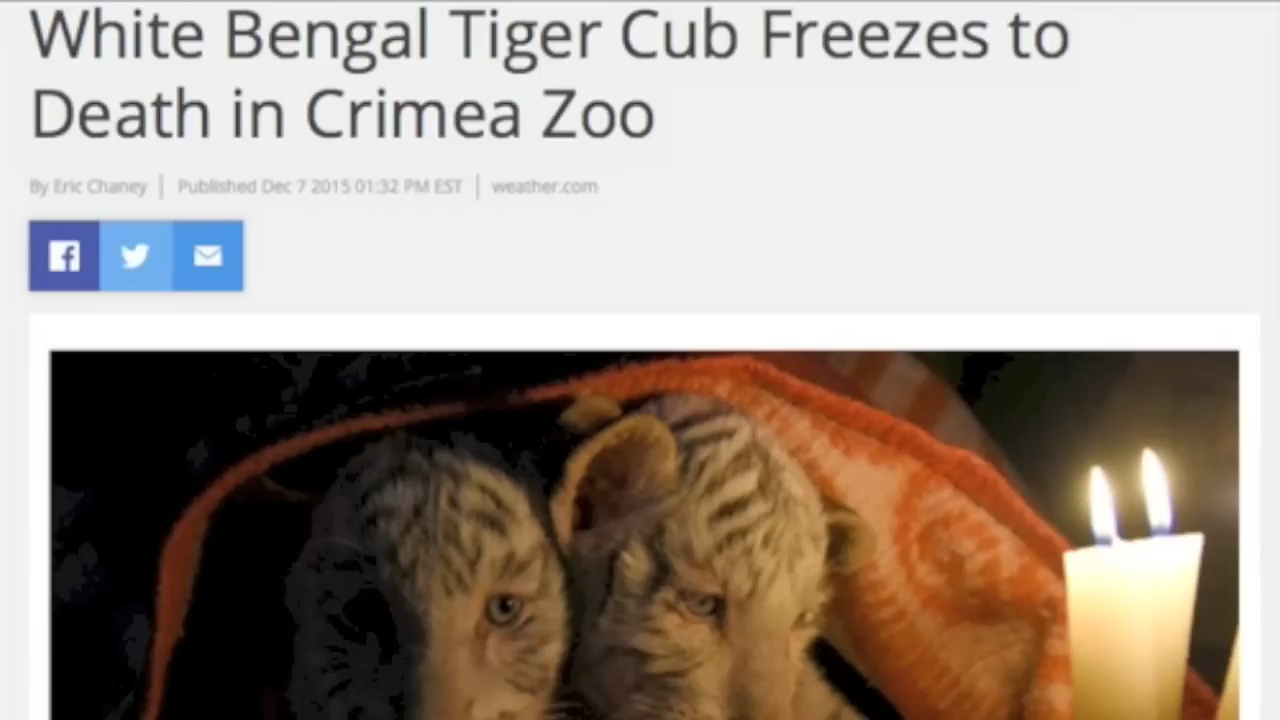 White Bengal Tiger Cub Freezes to
Death in Crimea Zoo
By Eric Chaney | Published Dec 7 2015 01:32 PM EST | weather.com